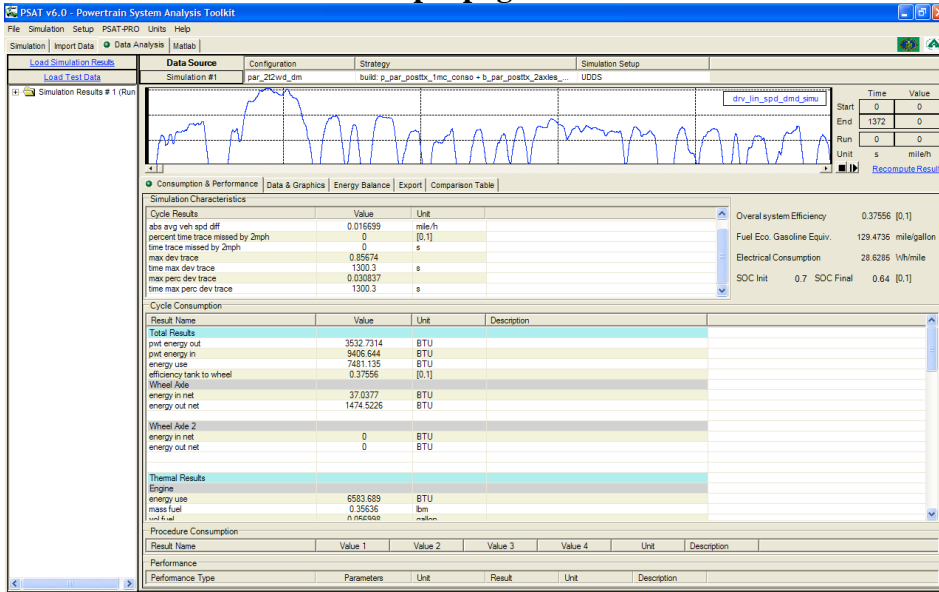 PSAT v6.0 - Powertrain System Analysis Toolkit
File Simulation Setup PSAT-PRO Units Help
Simulation Import Data Data Analysis Matlab
Load Simulation Results
Load Test Data
Simulation Results # 1 (Run
Data Source Configuration Strategy Simulation Setup
Simulation #1 par_2t2wd_dm build: p_par_posttx_1mc_conso + b_par_posttx_2axles_... UDDS
drv_lin_spd_dmd_simu
Time Value
Start 0 0
End 1372 0
Run 0 0
Unit s mile/h
Recompute Result
Consumption & Performance Data & Graphics Energy Balance Export Comparison Table
Simulation Characteristics
Cycle Results Value Unit
abs avg veh spd diff 0.016699 mile/h
percent time trace missed by 2mph 0 [0,1]
time trace missed by 2mph 0 s
max dev trace 0.85674
time max dev trace 1300.3 s
max perc dev trace 0.030837
time max perc dev trace 1300.3 s
Overal system Efficiency 0.37556 [0,1]
Fuel Eco. Gasoline Equiv. 129.4736 mile/gallon
Electrical Consumption 28.6286 Wh/mile
SOC Init 0.7 SOC Final 0.64 [0,1]
Cycle Consumption
Result Name Value Unit Description
Total Results
pwt energy out 3532.7314 BTU
pwt energy in 9406.644 BTU
energy use 7481.135 BTU
efficiency tank to wheel 0.37556 [0,1]
Wheel Axle
energy in net 37.0377 BTU
energy out net 1474.5226 BTU
Wheel Axle 2
energy in net 0 BTU
energy out net 0 BTU
Thermal Results
Engine
energy use 6583.689 BTU
mass fuel 0.35636 lbm
vol fuel 0.056998 gallon
Procedure Consumption
Result Name Value 1 Value 2 Value 3 Value 4 Unit Description
Performance
Performance Type Parameters Unit Result Unit Description